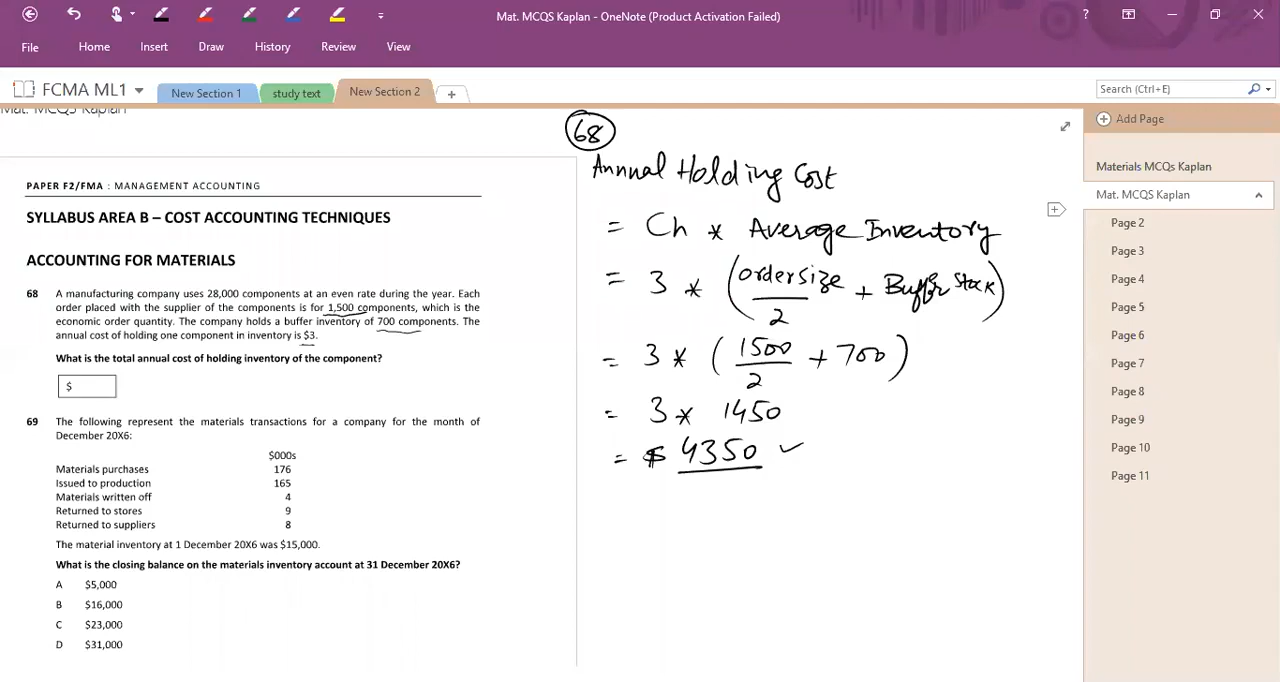 Mat. MCQS Kaplan - OneNote (Product Activation Failed)
?
File
Home
Insert
Draw
History
Review
View
FCMA ML1
New Section 1
study text
New Section 2
+
Search (Ctrl+E)
Mat. MCQS Kaplan
Add Page
Materials MCQs Kaplan
Mat. MCQS Kaplan
Page 2
Page 3
Page 4
Page 5
Page 6
Page 7
Page 8
Page 9
Page 10
Page 11
PAPER F2/FMA : MANAGEMENT ACCOUNTING
SYLLABUS AREA B – COST ACCOUNTING TECHNIQUES
ACCOUNTING FOR MATERIALS
68 A manufacturing company uses 28,000 components at an even rate during the year. Each
order placed with the supplier of the components is for 1,500 components, which is the
economic order quantity. The company holds a buffer inventory of 700 components. The
annual cost of holding one component in inventory is $3.
What is the total annual cost of holding inventory of the component?
$
69 The following represent the materials transactions for a company for the month of
December 20X6:
$000s
Materials purchases 176
Issued to production 165
Materials written off 4
Returned to stores 9
Returned to suppliers 8
The material inventory at 1 December 20X6 was $15,000.
What is the closing balance on the materials inventory account at 31 December 20X6?
A $5,000
B $16,000
C $23,000
D $31,000
68
Annual Holding Cost
= Ch * Average Inventory
= 3 * (order size / 2 + Buffer stock)
= 3 * (1500 / 2 + 700)
= 3 * 1450
= $ 4350 ✓